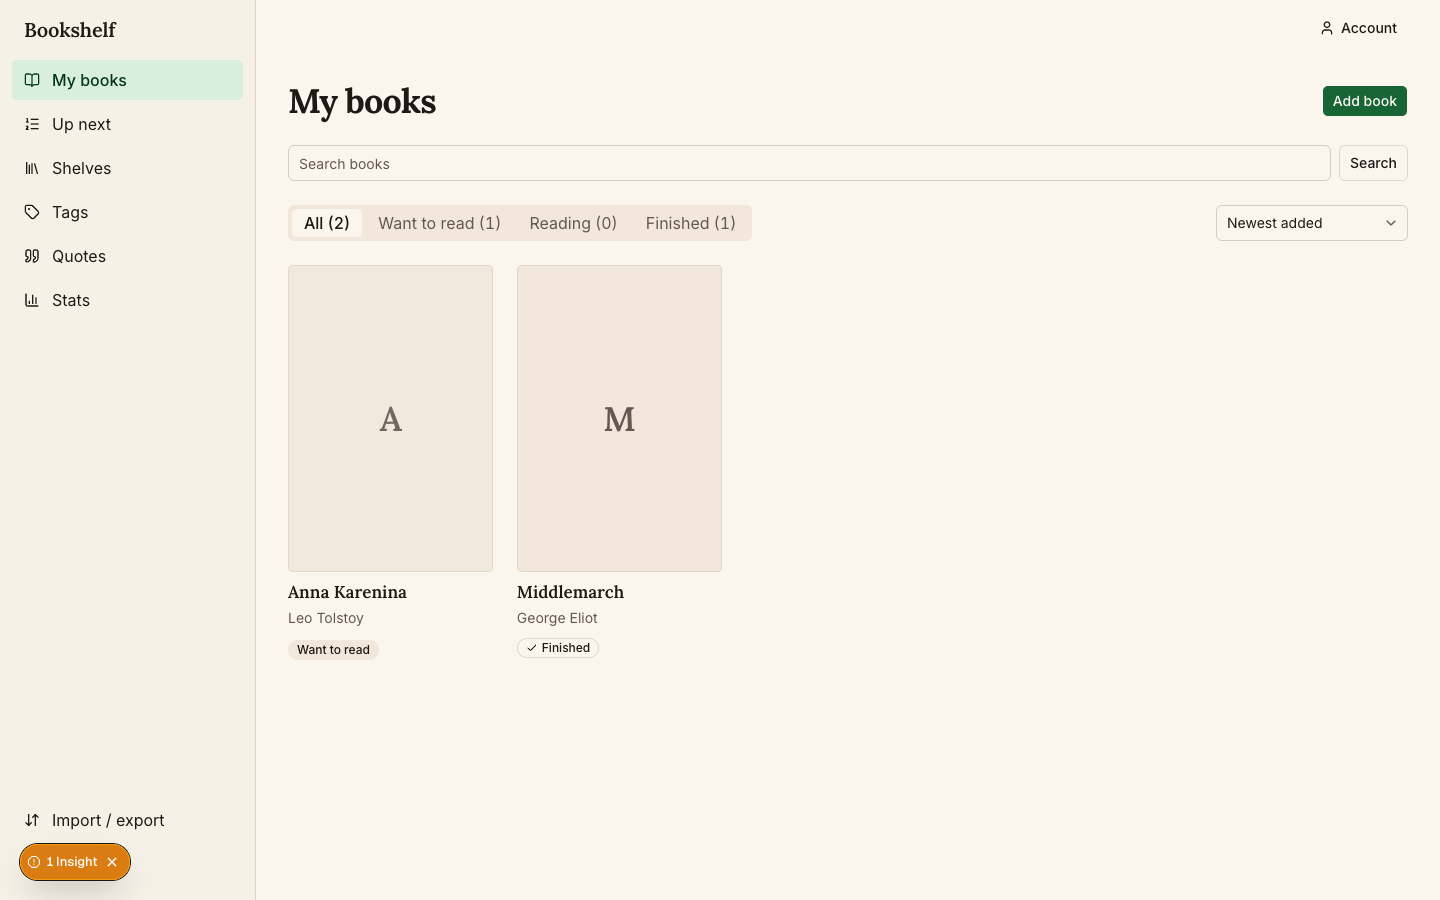 Bookshelf
Account
My books
Up next
Shelves
Tags
Quotes
Stats
Import / export
1 Insight
My books
Add book
Search books
Search
All (2)
Want to read (1)
Reading (0)
Finished (1)
Newest added
A
M
Anna Karenina
Leo Tolstoy
Want to read
Middlemarch
George Eliot
Finished